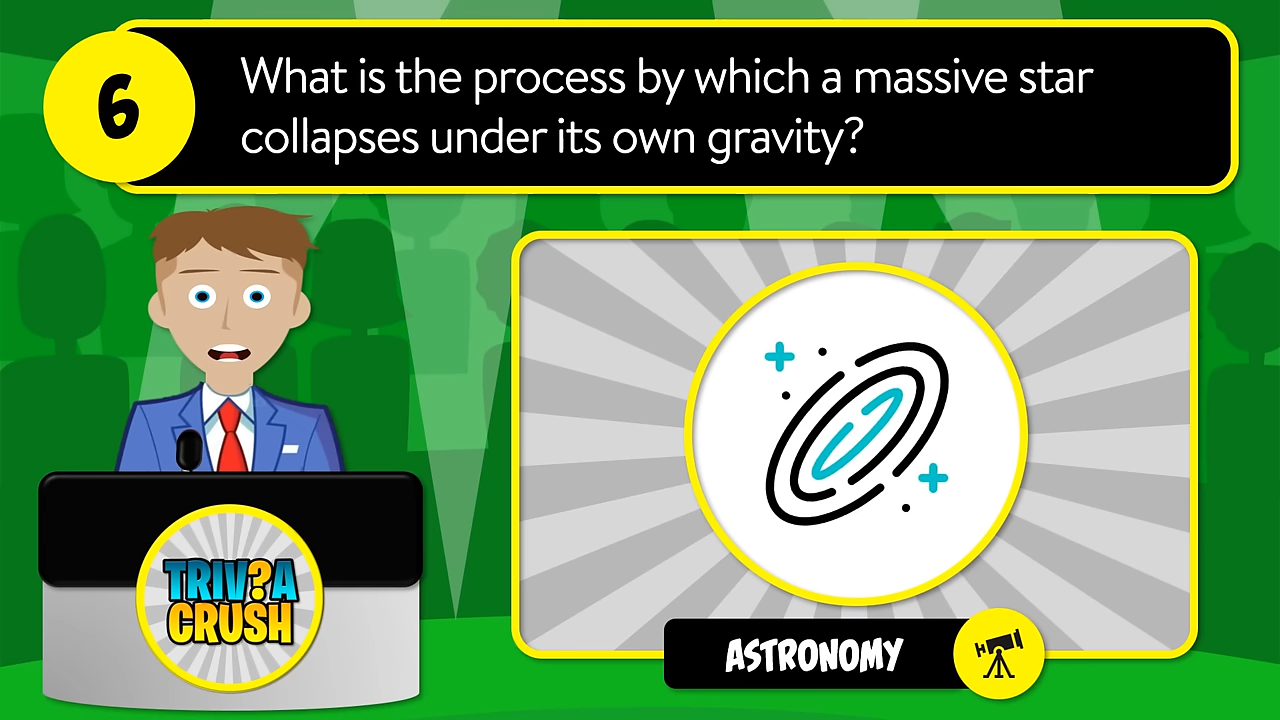 6
What is the process by which a massive star
collapses under its own gravity?
TRIV?A
CRUSH
ASTRONOMY